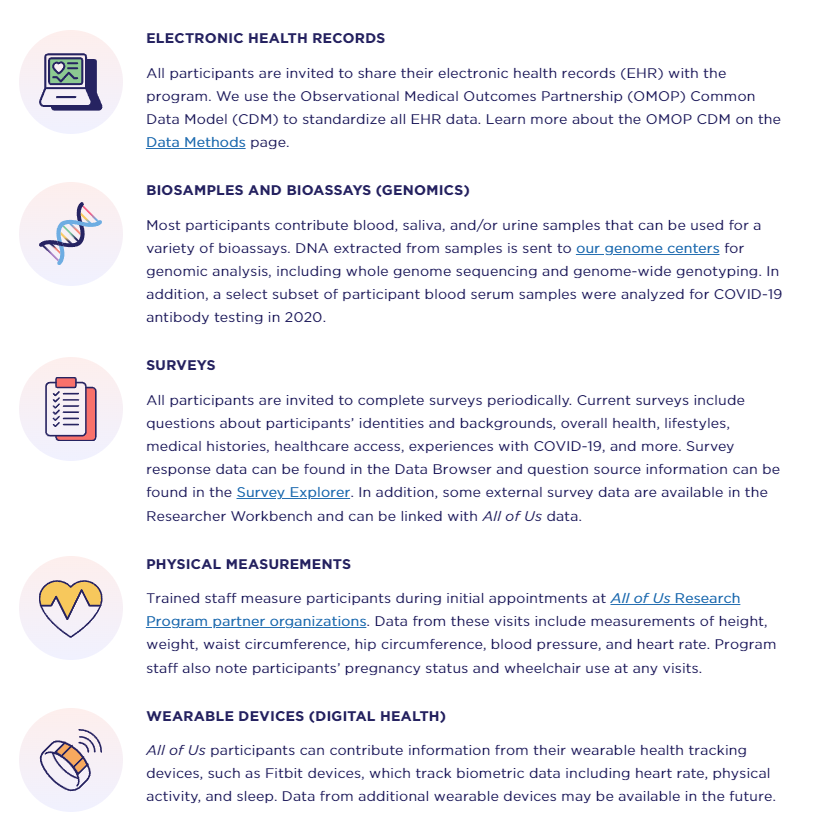 ELECTRONIC HEALTH RECORDS
All participants are invited to share their electronic health records (EHR) with the
program. We use the Observational Medical Outcomes Partnership (OMOP) Common
Data Model (CDM) to standardize all EHR data. Learn more about the OMOP CDM on the
Data Methods page.
BIOSAMPLES AND BIOASSAYS (GENOMICS)
Most participants contribute blood, saliva, and/or urine samples that can be used for a
variety of bioassays. DNA extracted from samples is sent to our genome centers for
genomic analysis, including whole genome sequencing and genome-wide genotyping. In
addition, a select subset of participant blood serum samples were analyzed for COVID-19
antibody testing in 2020.
SURVEYS
All participants are invited to complete surveys periodically. Current surveys include
questions about participants' identities and backgrounds, overall health, lifestyles,
medical histories, healthcare access, experiences with COVID-19, and more. Survey
response data can be found in the Data Browser and question source information can be
found in the Survey Explorer. In addition, some external survey data are available in the
Researcher Workbench and can be linked with All of Us data.
PHYSICAL MEASUREMENTS
Trained staff measure participants during initial appointments at All of Us Research
Program partner organizations. Data from these visits include measurements of height,
weight, waist circumference, hip circumference, blood pressure, and heart rate. Program
staff also note participants' pregnancy status and wheelchair use at any visits.
WEARABLE DEVICES (DIGITAL HEALTH)
All of Us participants can contribute information from their wearable health tracking
devices, such as Fitbit devices, which track biometric data including heart rate, physical
activity, and sleep. Data from additional wearable devices may be available in the future.